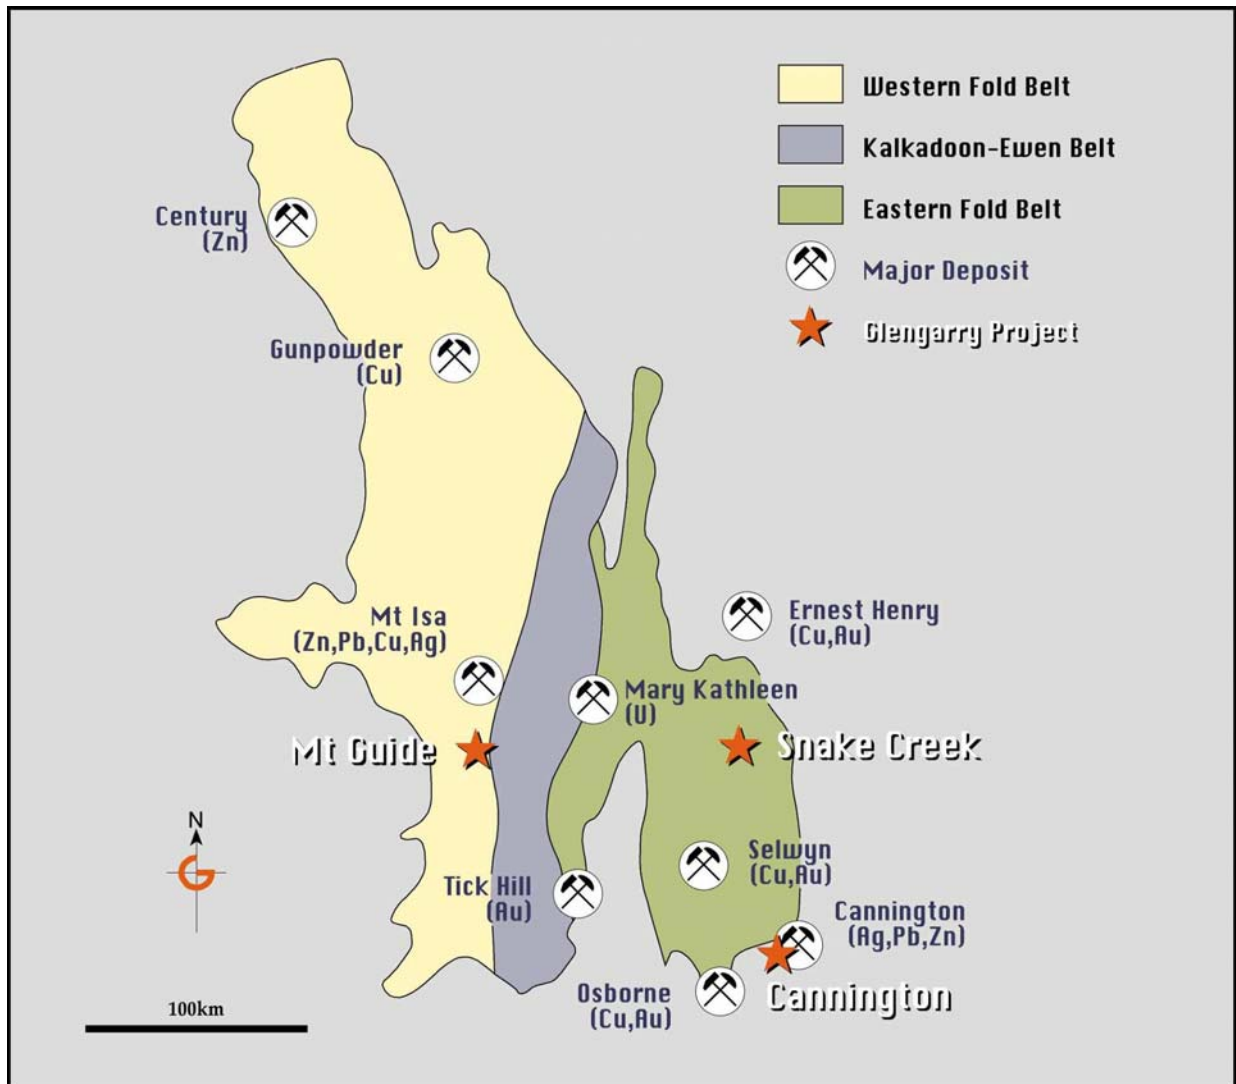 Western Fold Belt
Kalkadoon-Ewen Belt
Eastern Fold Belt
Major Deposit
Glengarry Project
Century
(Zn)
Gunpowder
(Cu)
Mt Isa
(Zn,Pb,Cu,Ag)
Ernest Henry
(Cu,Au)
Mary Kathleen
(U)
Mt Guide
Snake Creek
N
G
Selwyn
(Cu,Au)
Tick Hill
(Au)
Cannington
(Ag,Pb,Zn)
Osborne
(Cu,Au)
Cannington
100km